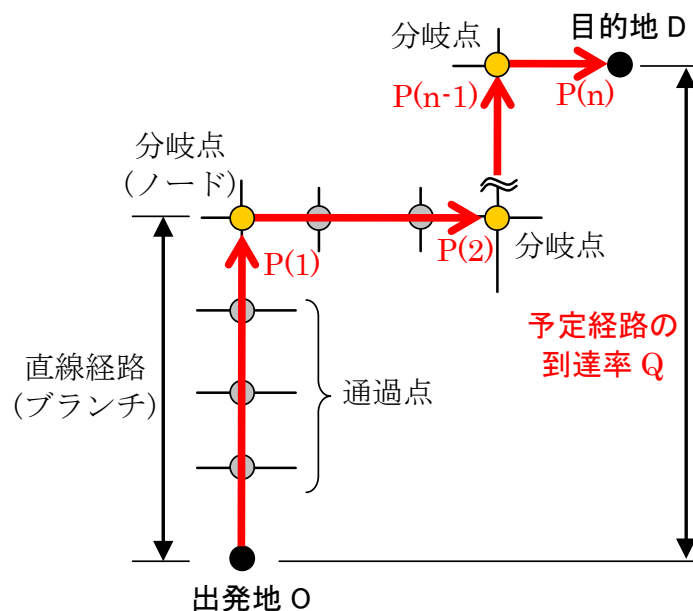 分岐点
目的地 D
P(n-1)
P(n)
分岐点
(ノード)
P(1)
P(2)
分岐点
予定経路の
到達率 Q
直線経路
(ブランチ)
通過点
出発地 O